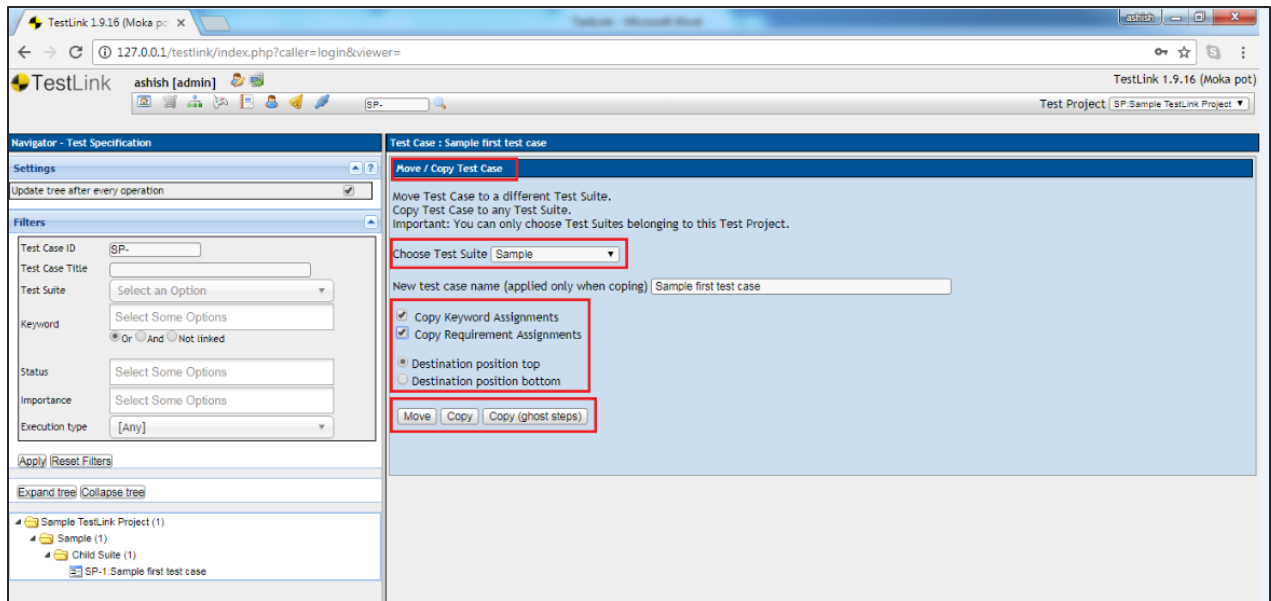 TestLink 1.9.16 (Moka po
ashish
127.0.0.1/testlink/index.php?caller=login&viewer=
TestLink
ashish [admin]
TestLink 1.9.16 (Moka pot)
SP-
Test Project SP:Sample TestLink Project
Navigator - Test Specification
Settings
?
Update tree after every operation
Filters
Test Case ID SP-
Test Case Title
Test Suite Select an Option
Keyword Select Some Options
Or And Not linked
Status Select Some Options
Importance Select Some Options
Execution type [Any]
Apply Reset Filters
Expand tree Collapse tree
Sample TestLink Project (1)
Sample (1)
Child Suite (1)
SP-1:Sample first test case
Test Case : Sample first test case
Move / Copy Test Case
Move Test Case to a different Test Suite.
Copy Test Case to any Test Suite.
Important: You can only choose Test Suites belonging to this Test Project.
Choose Test Suite Sample
New test case name (applied only when coping) Sample first test case
Copy Keyword Assignments
Copy Requirement Assignments
Destination position top
Destination position bottom
Move Copy Copy (ghost steps)